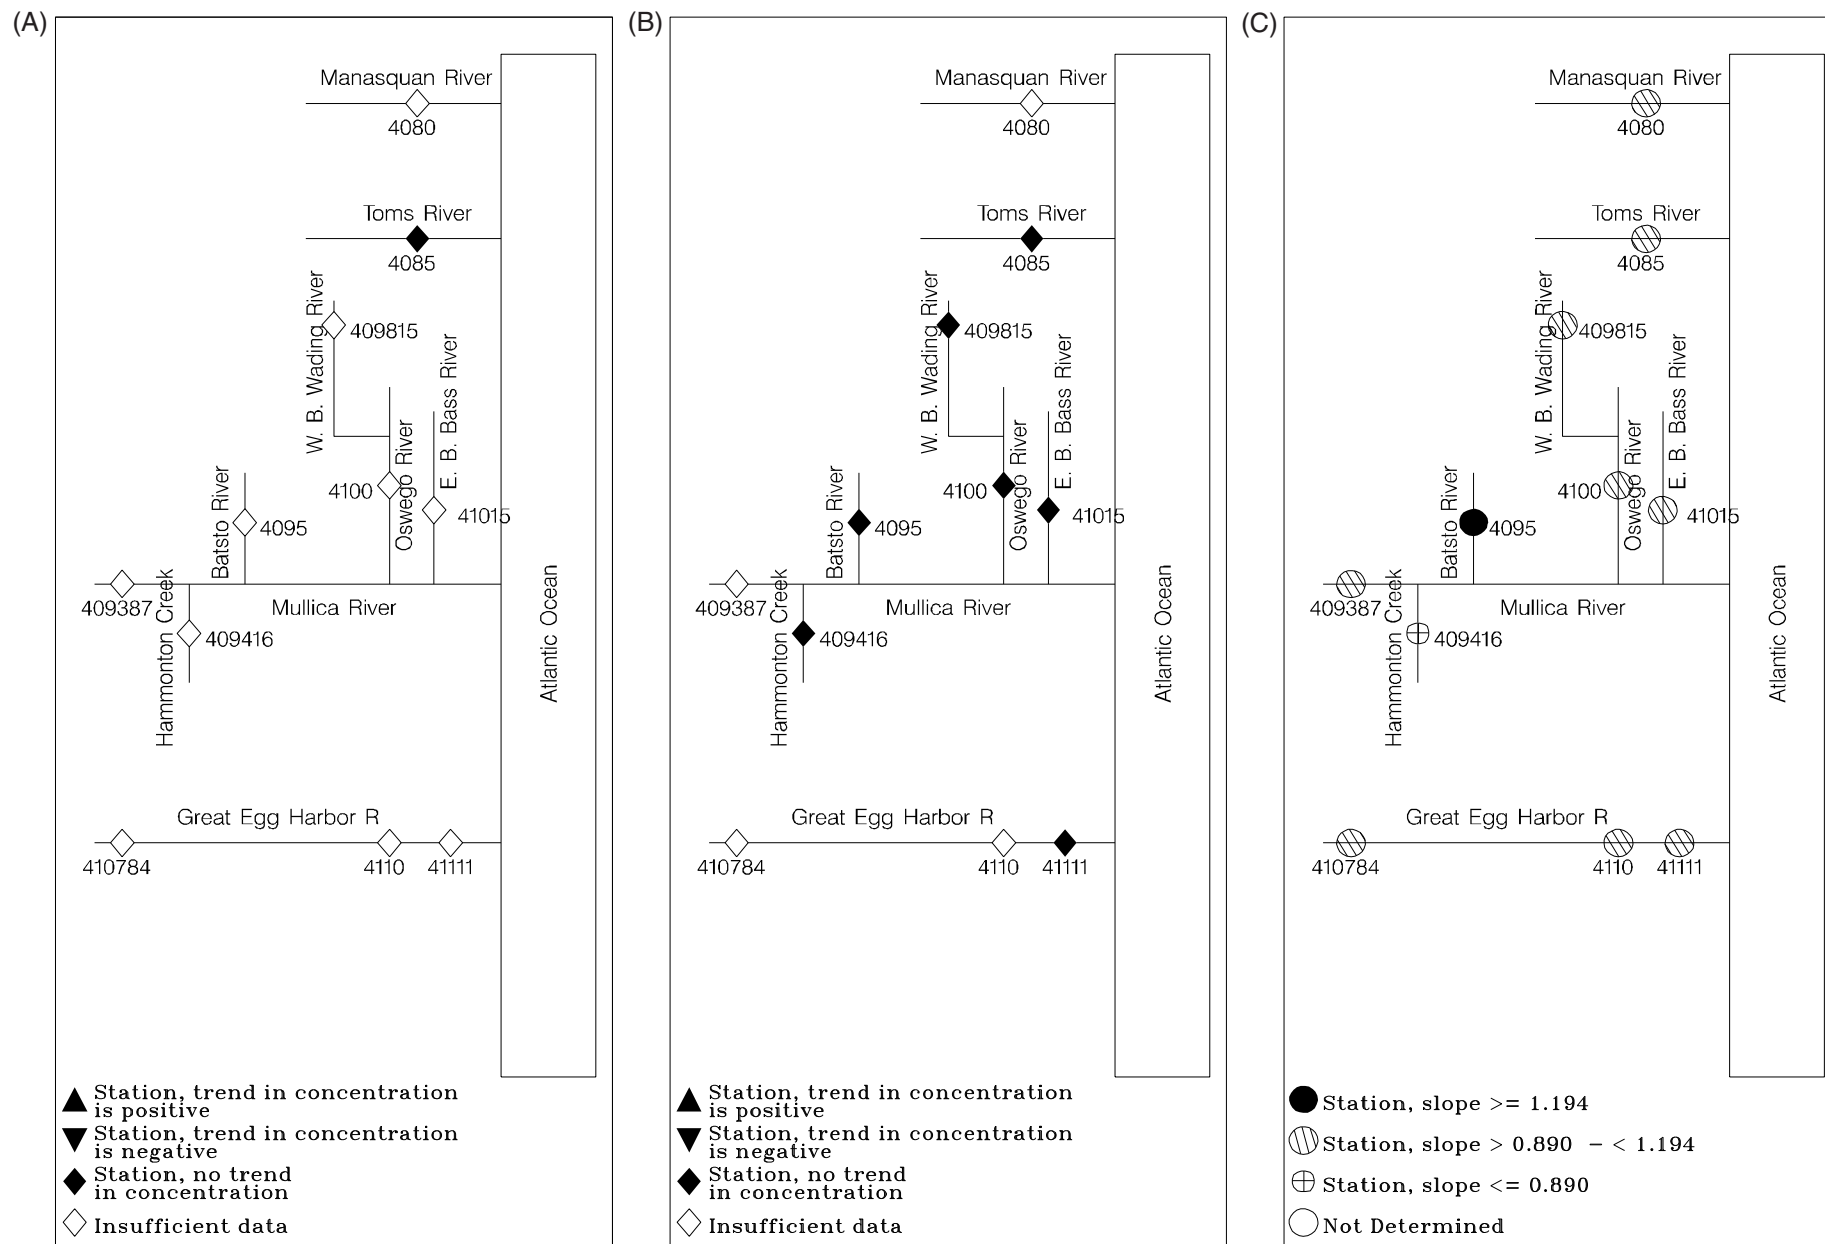 (A)
Manasquan River
4080
Toms River
4085
W. B. Wading River
409815
E. B. Bass River
Oswego River
4100
41015
Batsto River
4095
409387
Hammonton Creek
Mullica River
409416
Atlantic Ocean
Great Egg Harbor R
410784
4110
41111
Station, trend in concentration
is positive
Station, trend in concentration
is negative
Station, no trend
in concentration
Insufficient data
(B)
Manasquan River
4080
Toms River
4085
W. B. Wading River
409815
E. B. Bass River
Oswego River
4100
41015
Batsto River
4095
409387
Hammonton Creek
Mullica River
409416
Atlantic Ocean
Great Egg Harbor R
410784
4110
41111
Station, trend in concentration
is positive
Station, trend in concentration
is negative
Station, no trend
in concentration
Insufficient data
(C)
Manasquan River
4080
Toms River
4085
W. B. Wading River
409815
E. B. Bass River
Oswego River
4100
41015
Batsto River
4095
409387
Hammonton Creek
Mullica River
409416
Atlantic Ocean
Great Egg Harbor R
410784
4110
41111
Station, slope >= 1.194
Station, slope > 0.890 - < 1.194
Station, slope <= 0.890
Not Determined